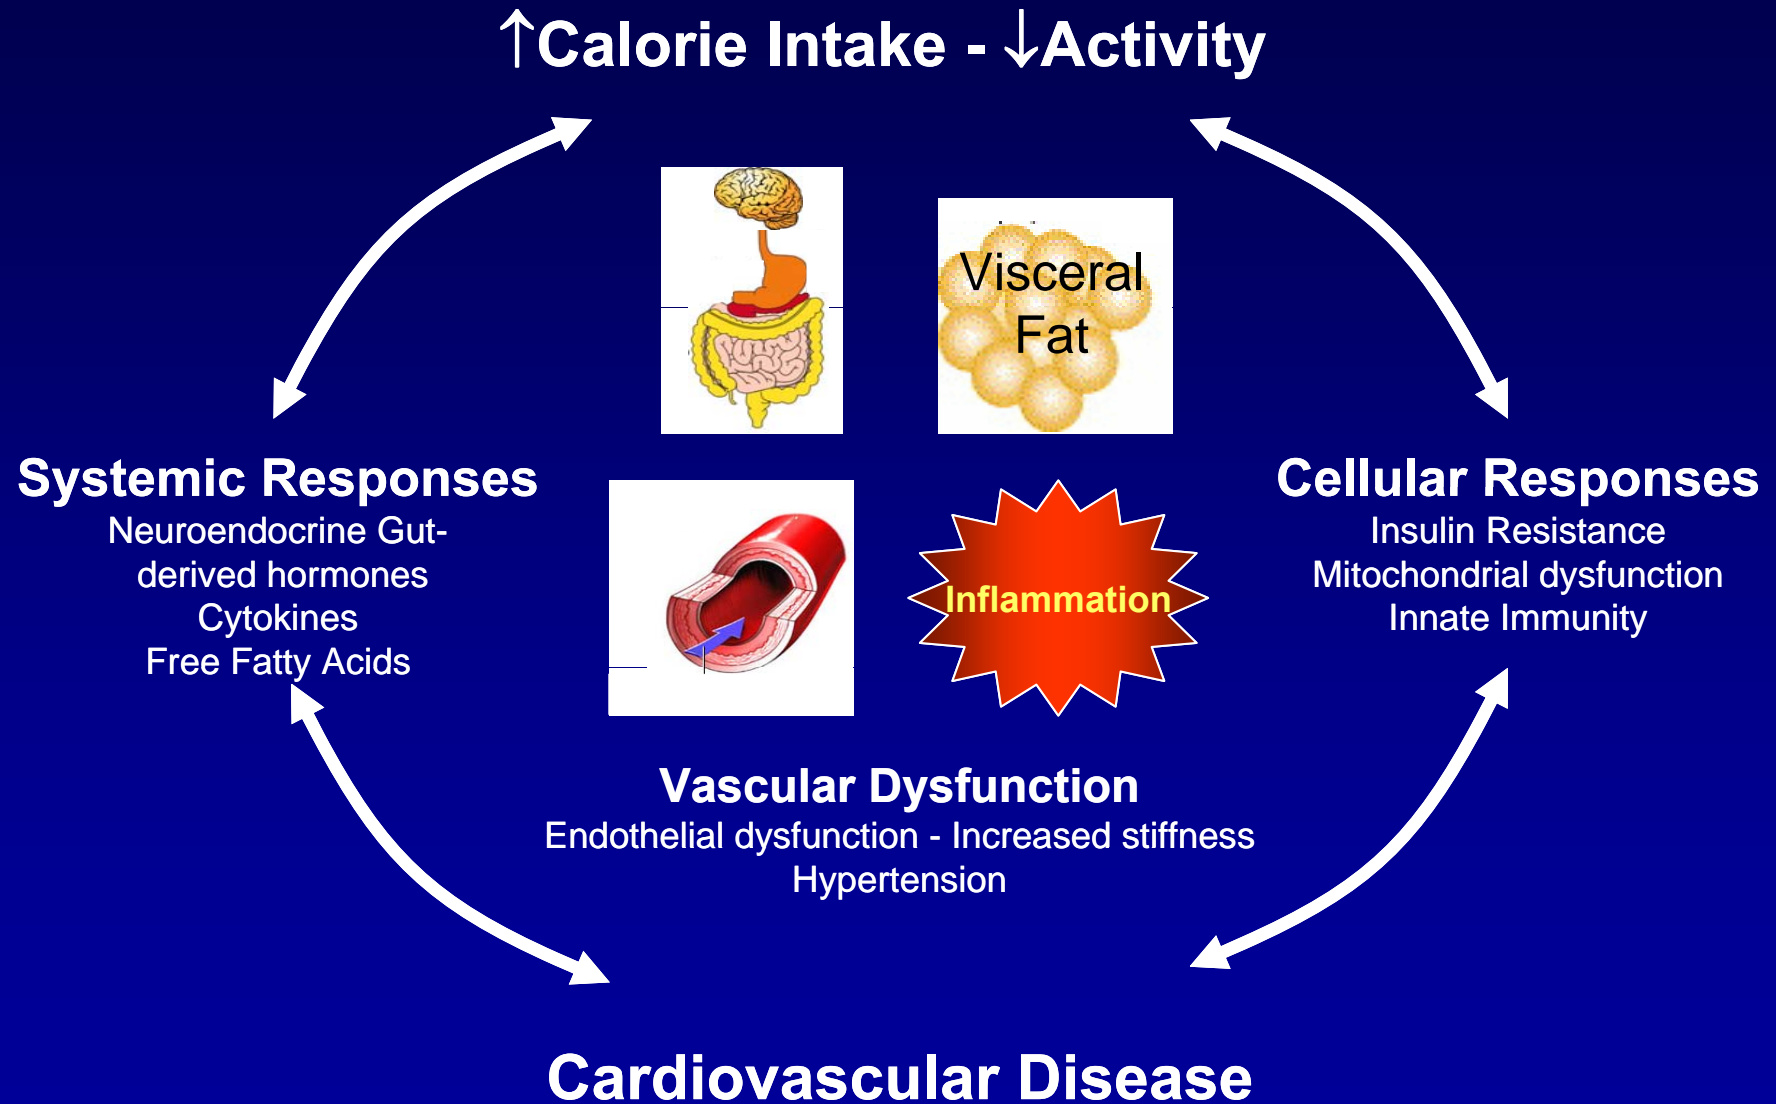 ↑Calorie Intake - ↓Activity
Visceral
Fat
Systemic Responses
Neuroendocrine Gut-
derived hormones
Cytokines
Free Fatty Acids
Inflammation
Cellular Responses
Insulin Resistance
Mitochondrial dysfunction
Innate Immunity
Vascular Dysfunction
Endothelial dysfunction - Increased stiffness
Hypertension
Cardiovascular Disease